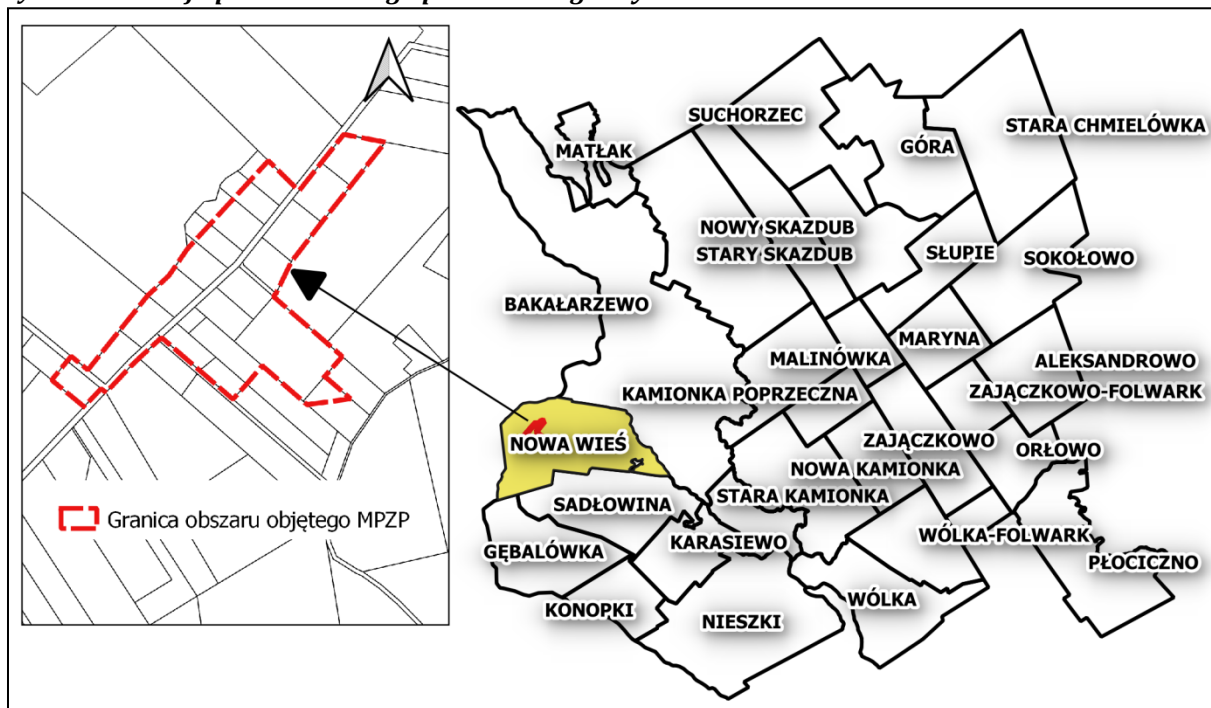 Granica obszaru objętego MPZP
SUCHORZEC
STARA CHMIELÓWKA
MATŁAK
GÓRA
NOWY SKAZDUB
STARY SKAZDUB
SŁUPIE
SOKOŁOWO
BAKAŁARZEWO
MARYNA
MALINÓWKA
ALEKSANDROWO
KAMIONKA POPRZECZNA
ZAJĄCZKOWO-FOLWARK
NOWA WIEŚ
ZAJĄCZKOWO
ORŁOWO
NOWA KAMIONKA
STARA KAMIONKA
SADŁOWINA
WÓLKA-FOLWARK
KARASIEWO
GĘBALÓWKA
PŁOCICZNO
WÓLKA
KONOPKI
NIESZKI